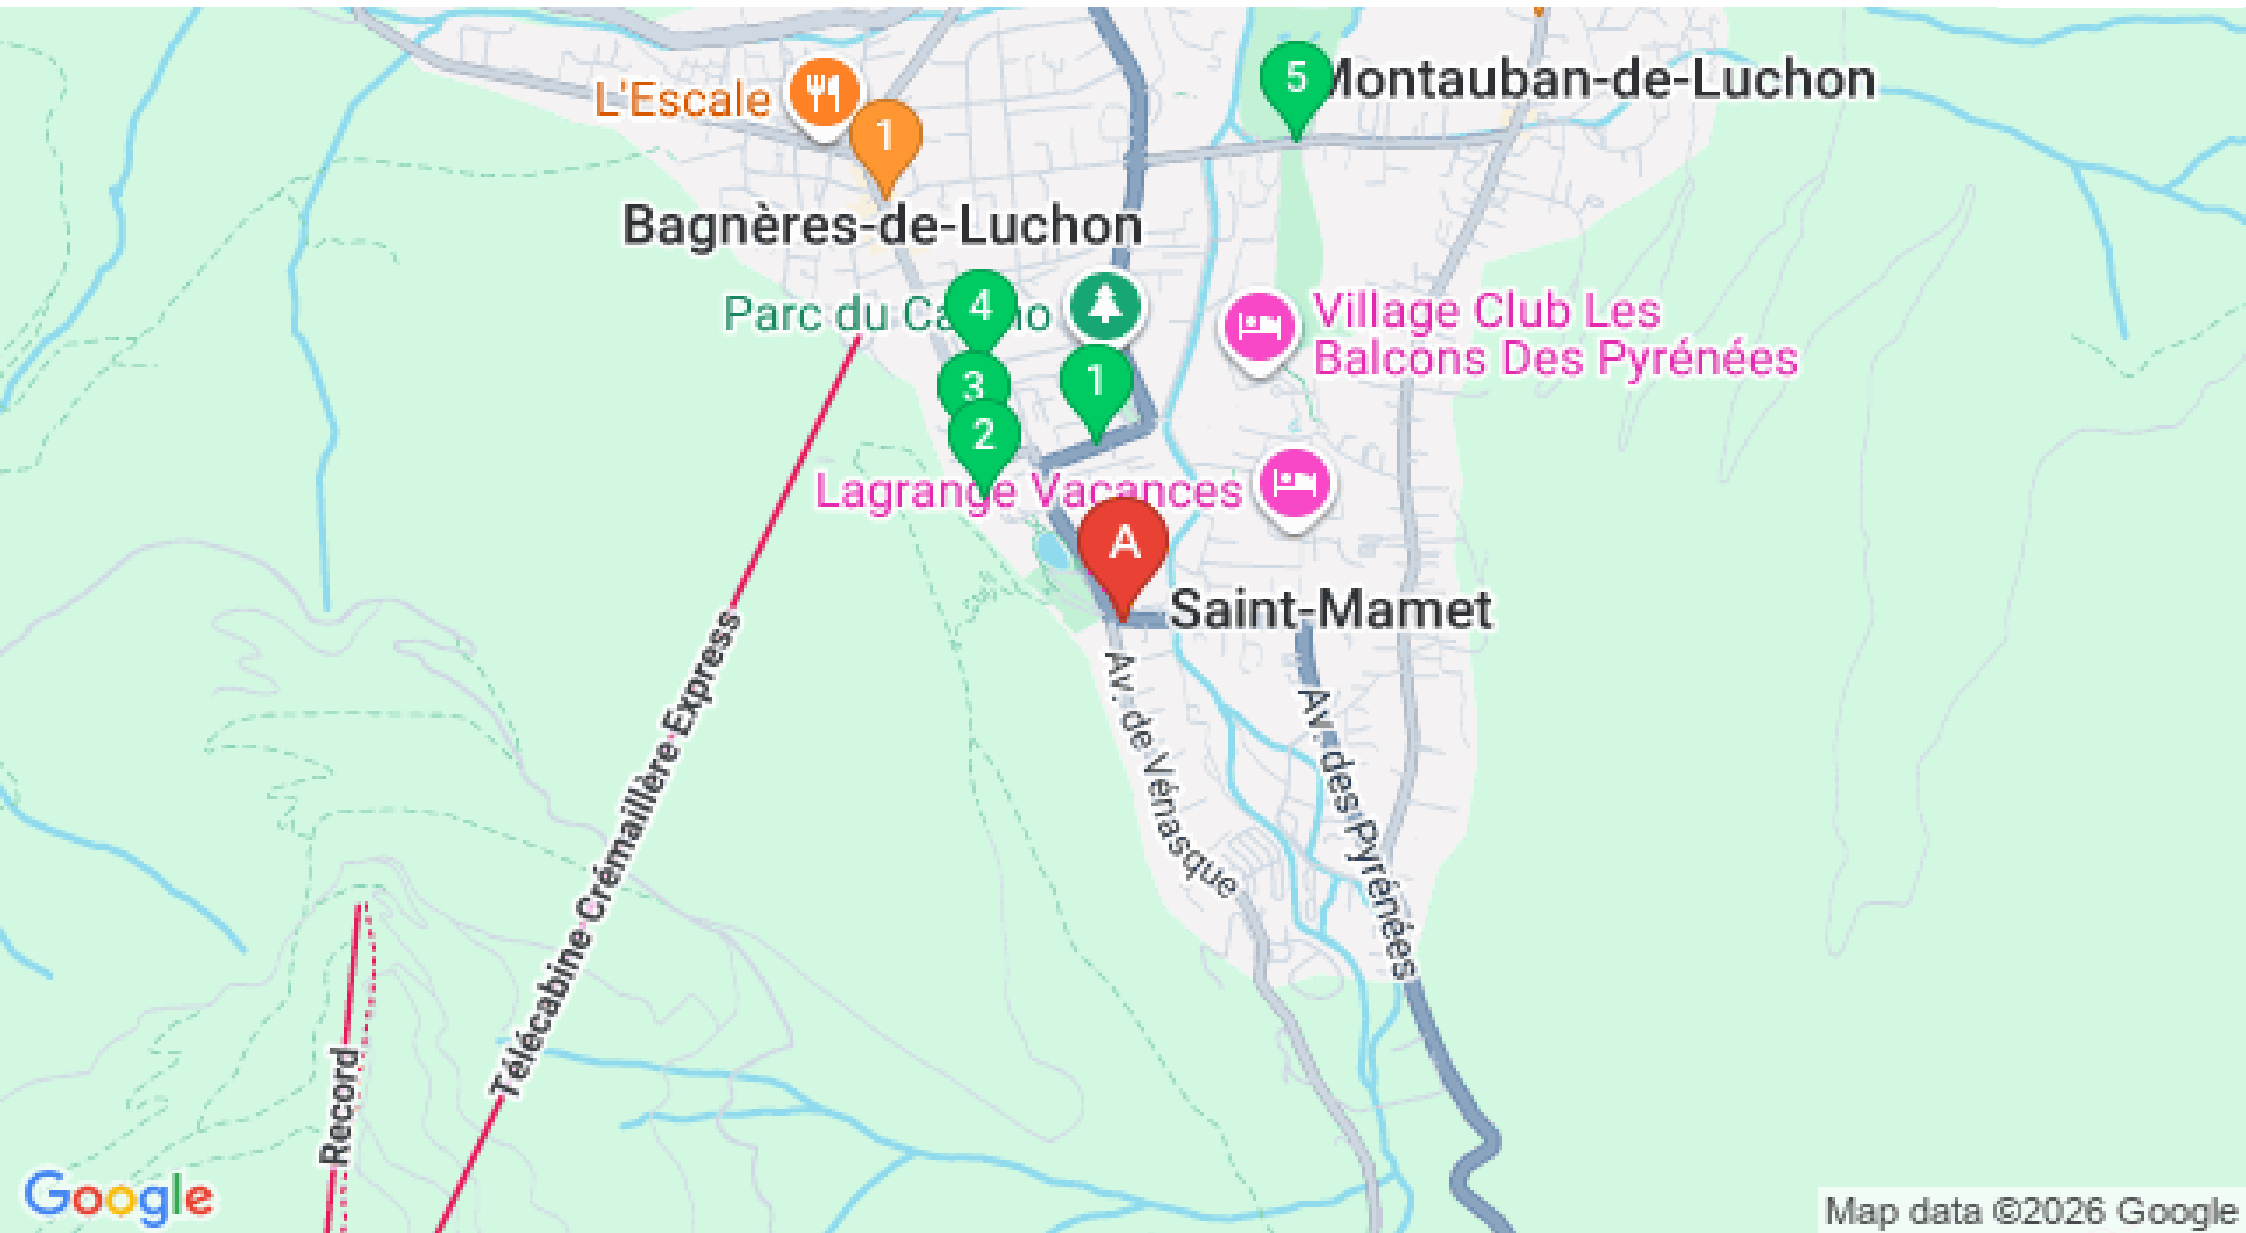 5
Montauban-de-Luchon
L'Escale
1
Bagnères-de-Luchon
4
Parc du Ca no
Village Club Les
Balcons Des Pyrénées
3
1
2
Lagrange Vacances
A
Saint-Mamet
Av. de Vénasque
Av. des Pyrénées
Télécabine Crémaillère Express
Record
Google
Map data ©2026 Google